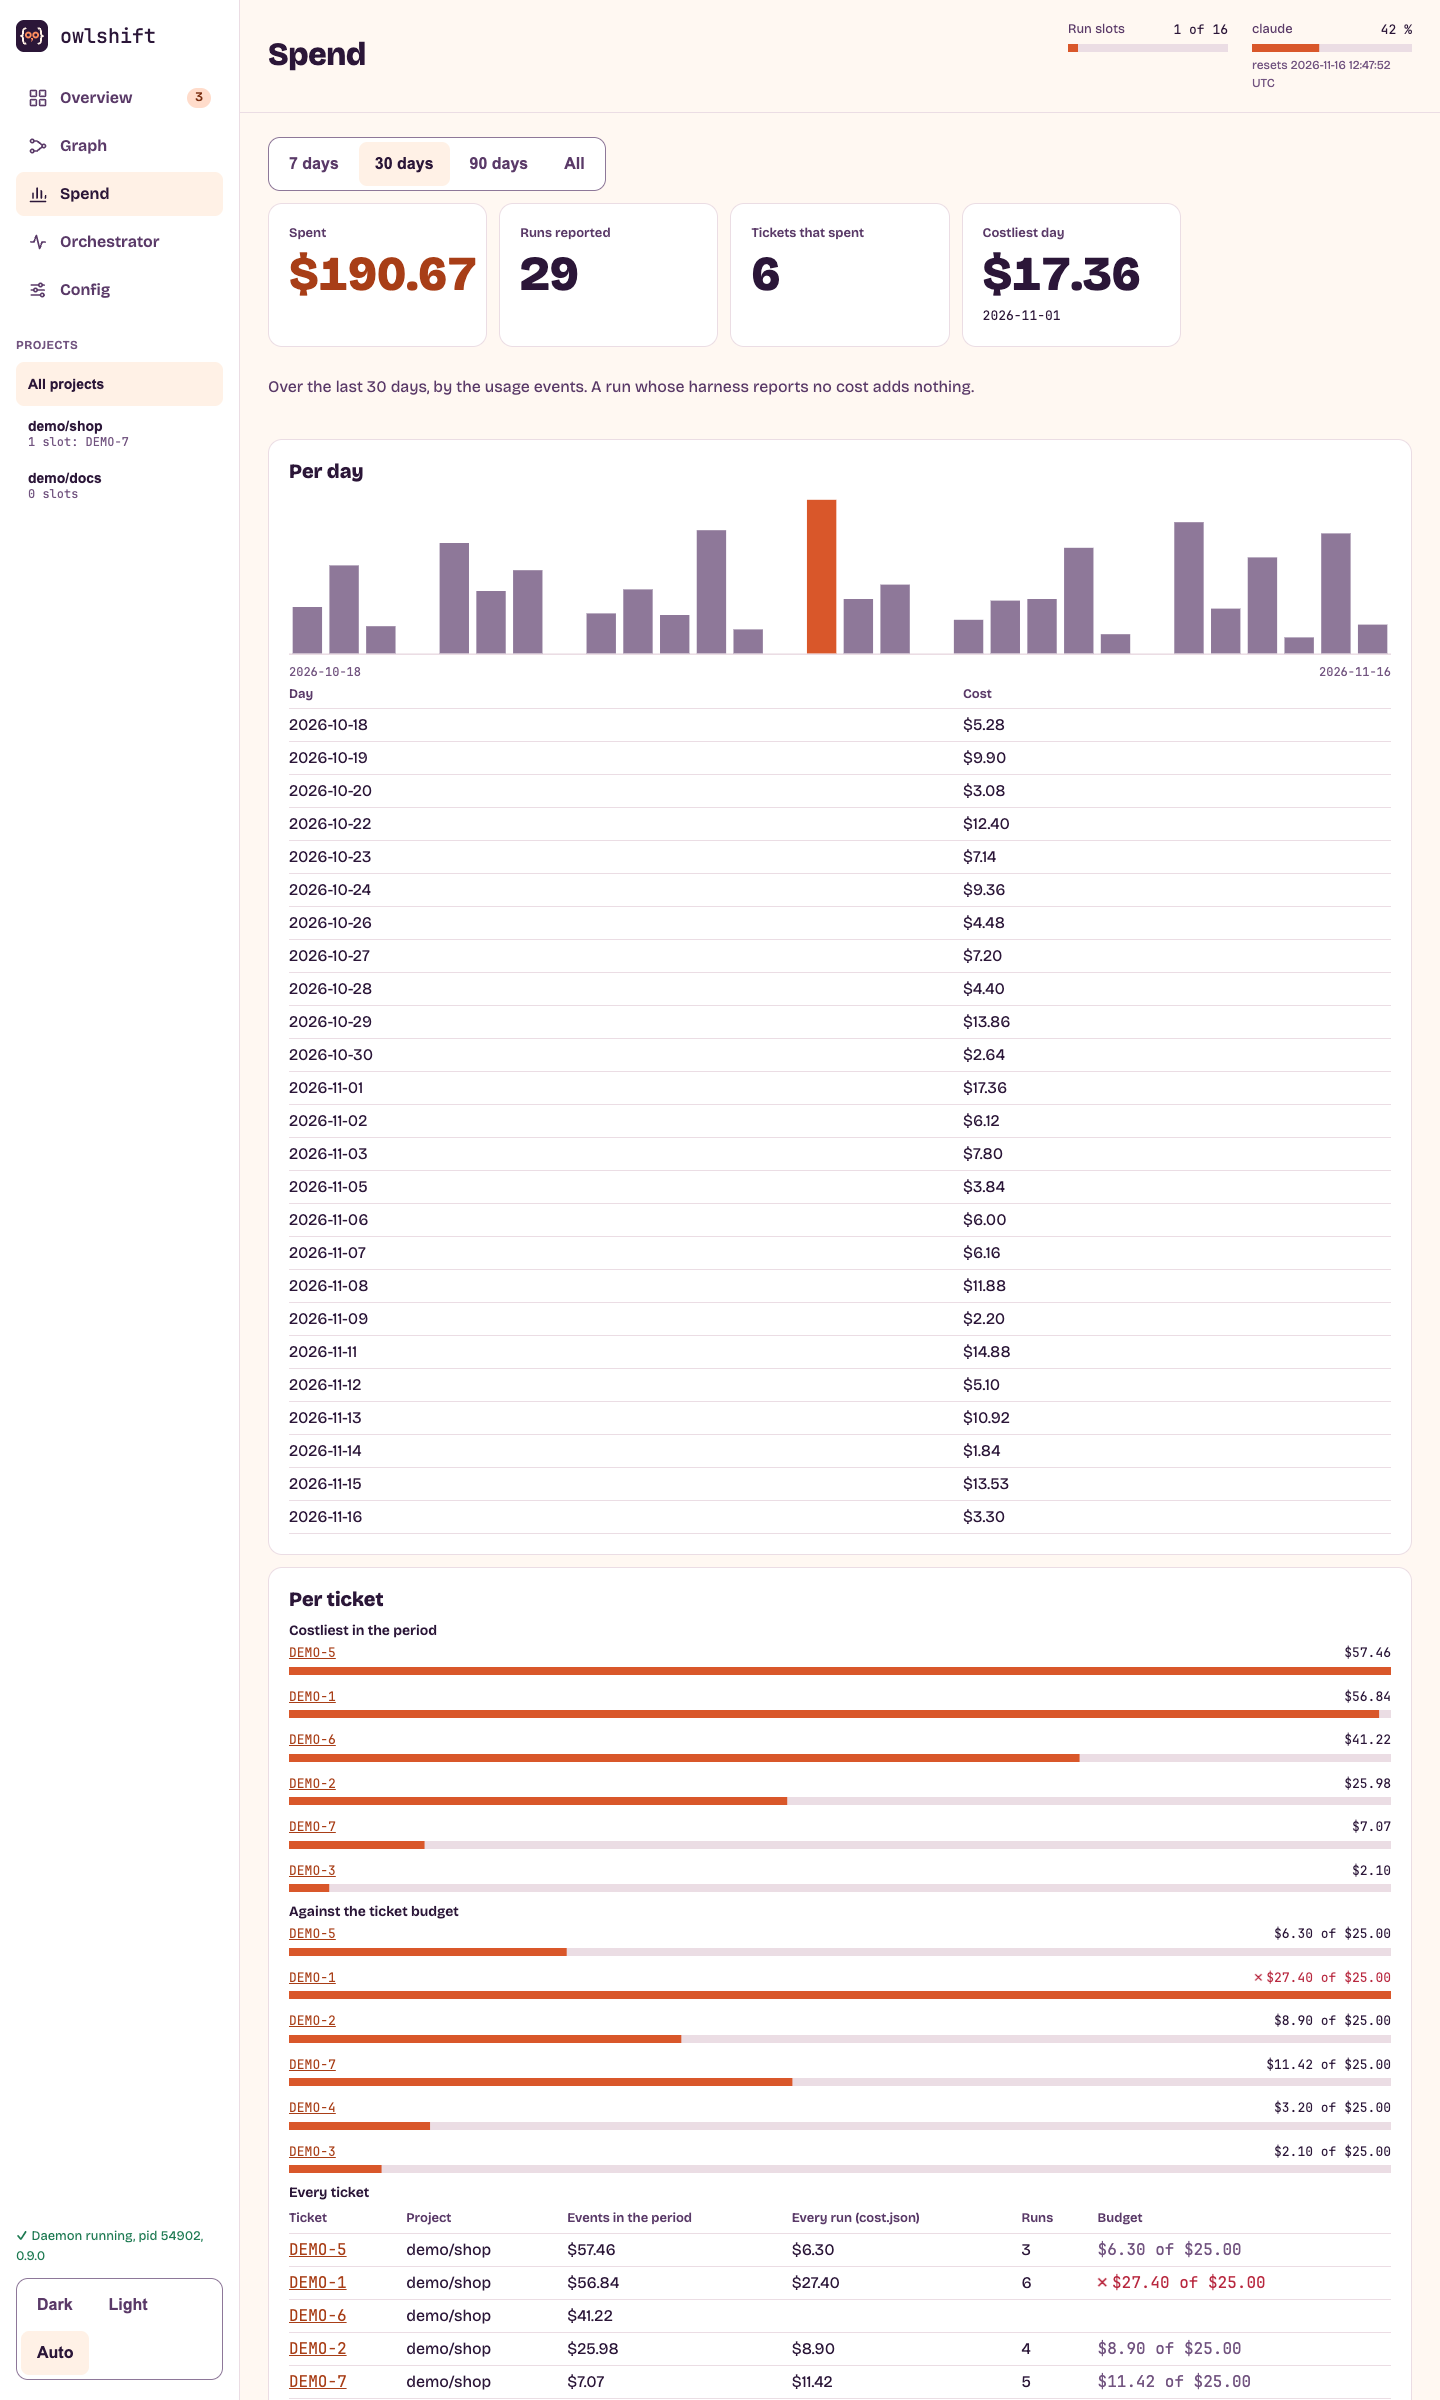 owlshift
Overview 3
Graph
Spend
Orchestrator
Config
PROJECTS
All projects
demo/shop
1 slot: DEMO-7
demo/docs
0 slots
✓ Daemon running, pid 54902,
0.9.0
Dark Light
Auto
Spend
Run slots 1 of 16
claude 42 %
resets 2026-11-16 12:47:52
UTC
7 days 30 days 90 days All
Spent
$190.67
Runs reported
29
Tickets that spent
6
Costliest day
$17.36
2026-11-01
Over the last 30 days, by the usage events. A run whose harness reports no cost adds nothing.
Per day
2026-10-18 2026-11-16
Day Cost
2026-10-18 $5.28
2026-10-19 $9.90
2026-10-20 $3.08
2026-10-22 $12.40
2026-10-23 $7.14
2026-10-24 $9.36
2026-10-26 $4.48
2026-10-27 $7.20
2026-10-28 $4.40
2026-10-29 $13.86
2026-10-30 $2.64
2026-11-01 $17.36
2026-11-02 $6.12
2026-11-03 $7.80
2026-11-05 $3.84
2026-11-06 $6.00
2026-11-07 $6.16
2026-11-08 $11.88
2026-11-09 $2.20
2026-11-11 $14.88
2026-11-12 $5.10
2026-11-13 $10.92
2026-11-14 $1.84
2026-11-15 $13.53
2026-11-16 $3.30
Per ticket
Costliest in the period
DEMO-5 $57.46
DEMO-1 $56.84
DEMO-6 $41.22
DEMO-2 $25.98
DEMO-7 $7.07
DEMO-3 $2.10
Against the ticket budget
DEMO-5 $6.30 of $25.00
DEMO-1 × $27.40 of $25.00
DEMO-2 $8.90 of $25.00
DEMO-7 $11.42 of $25.00
DEMO-4 $3.20 of $25.00
DEMO-3 $2.10 of $25.00
Every ticket
Ticket Project Events in the period Every run (cost.json) Runs Budget
DEMO-5 demo/shop $57.46 $6.30 3 $6.30 of $25.00
DEMO-1 demo/shop $56.84 $27.40 6 × $27.40 of $25.00
DEMO-6 demo/shop $41.22
DEMO-2 demo/shop $25.98 $8.90 4 $8.90 of $25.00
DEMO-7 demo/shop $7.07 $11.42 5 $11.42 of $25.00